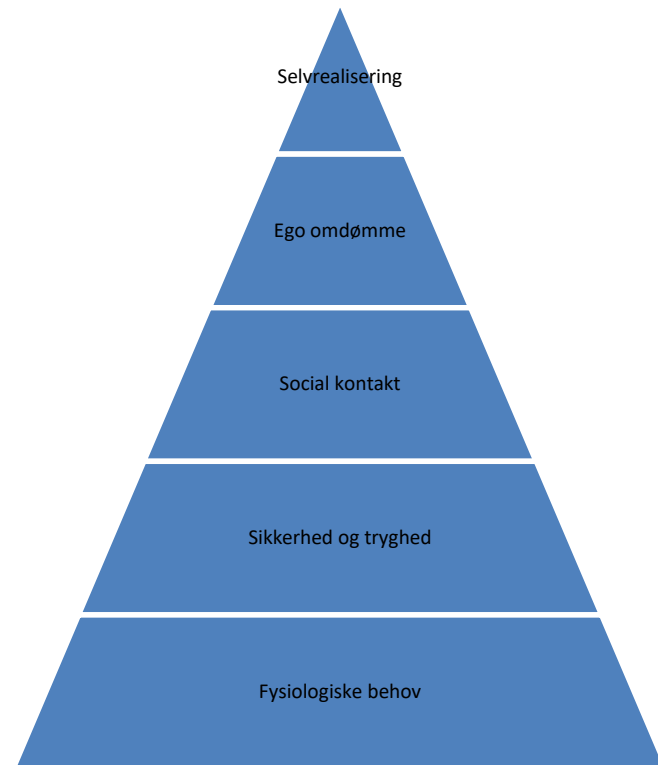 Selvrealisering
Ego omdømme
Social kontakt
Sikkerhed og tryghed
Fysiologiske behov